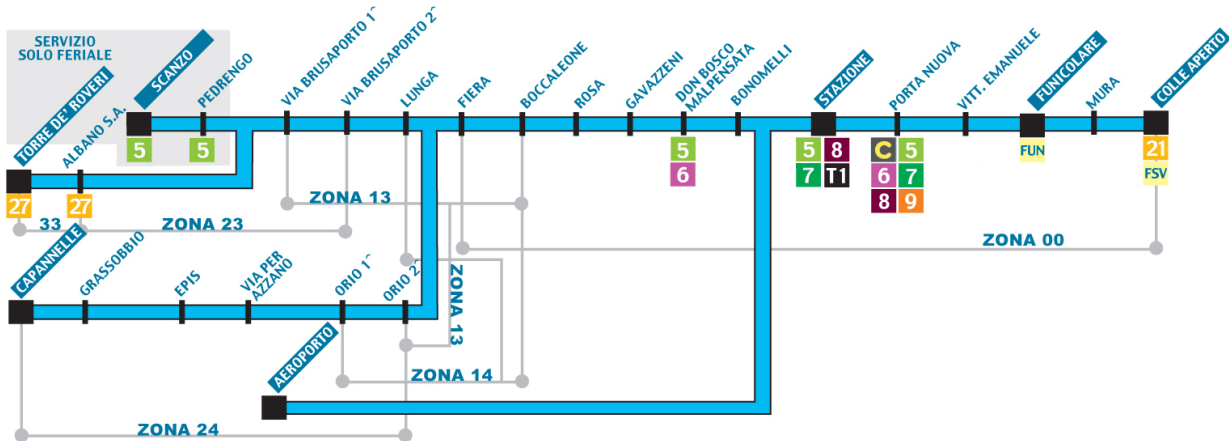 SERVIZIO
SOLO FERIALE
TORRE DE' ROVERI
ALBANO S.A.
SCANZO
PEDRENGO
VIA BRUSAPORTO 1^
VIA BRUSAPORTO 2^
LUNGA
FIERA
BOCCALEONE
ROSA
GAVAZZENI
DON BOSCO
MALPENSATA
BONOMELLI
STAZIONE
PORTA NUOVA
VITT. EMANUELE
FUNICOLARE
MURA
COLLE APERTO
5
5
5
6
5 8
7 T1
C 5
6 7
8 9
FUN
21
FSV
27
27
33
ZONA 23
ZONA 13
ZONA 00
ZONA 13
CAPANNELLE
GRASSOBBIO
EPIS
VIA PER
AZZANO
ORIO 1^
ORIO 2^
AEROPORTO
ZONA 14
ZONA 24